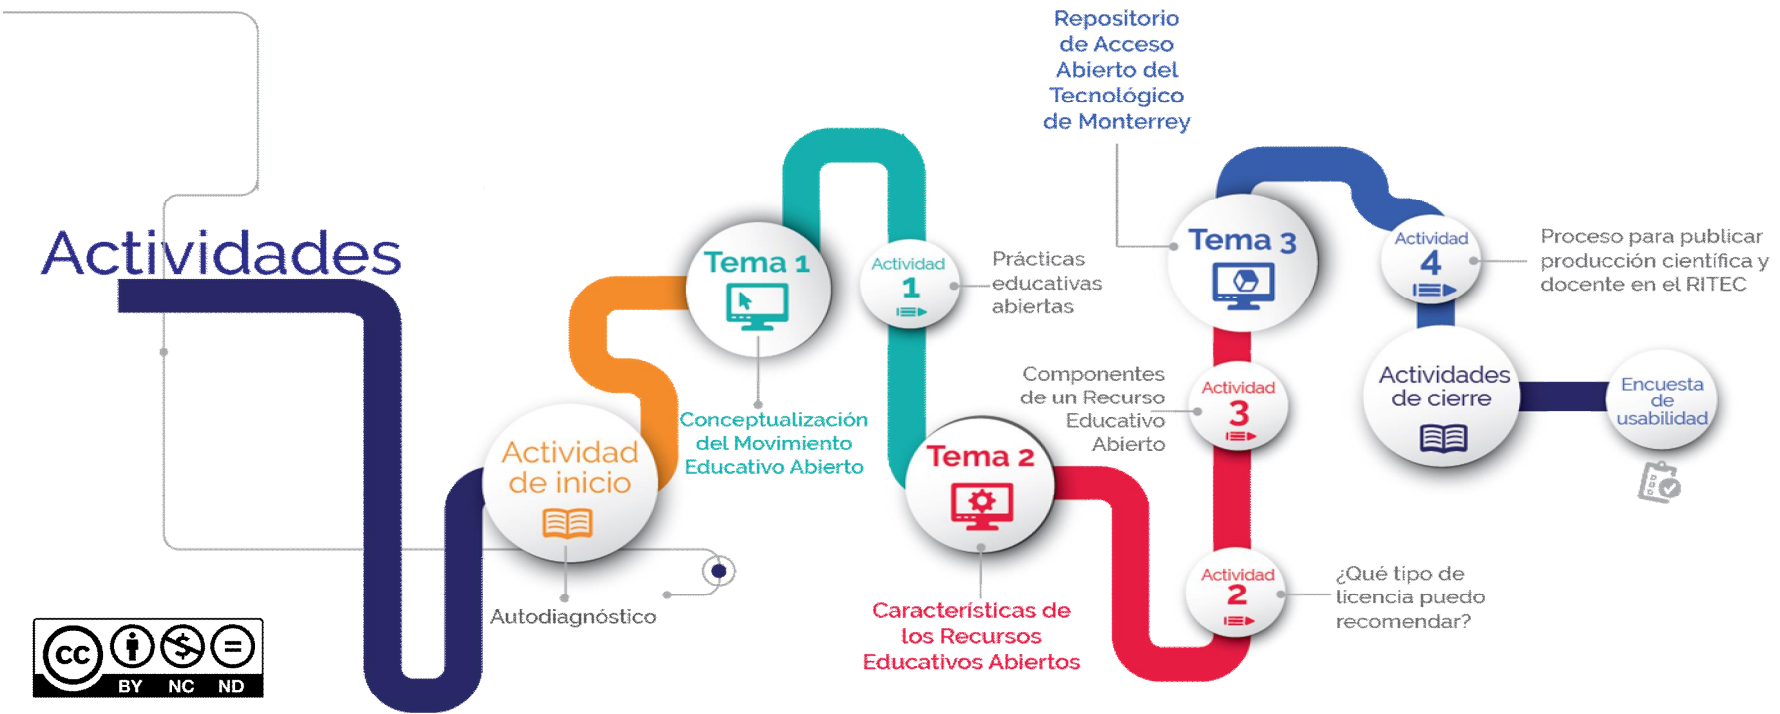 Actividades
Actividad
de inicio
Autodiagnóstico
Tema 1
Conceptualización
del Movimiento
Educativo Abierto
Actividad
1
Prácticas
educativas
abiertas
Tema 2
Características de
los Recursos
Educativos Abiertos
Actividad
2
¿Qué tipo de
licencia puedo
recomendar?
Actividad
3
Componentes
de un Recurso
Educativo
Abierto
Tema 3
Repositorio
de Acceso
Abierto del
Tecnológico
de Monterrey
Actividad
4
Proceso para publicar
producción científica y
docente en el RITEC
Actividades
de cierre
Encuesta
de
usabilidad
cc
BY NC ND